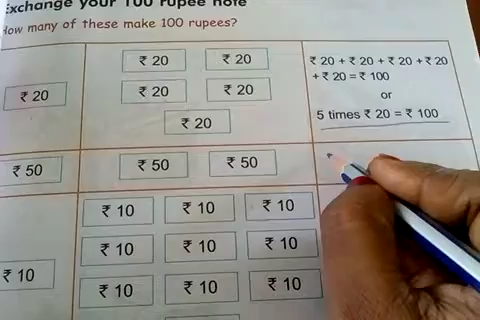 Exchange your 100 rupee note
How many of these make 100 rupees?
₹ 20
₹ 20 ₹ 20
₹ 20 ₹ 20
₹ 20
₹ 20 + ₹ 20 + ₹ 20 + ₹ 20
+ ₹ 20 = ₹ 100
or
5 times ₹ 20 = ₹ 100
₹ 50
₹ 50 ₹ 50
₹ 10
₹ 10 ₹ 10 ₹ 10
₹ 10 ₹ 10 ₹ 10
₹ 10 ₹ 10 ₹ 10